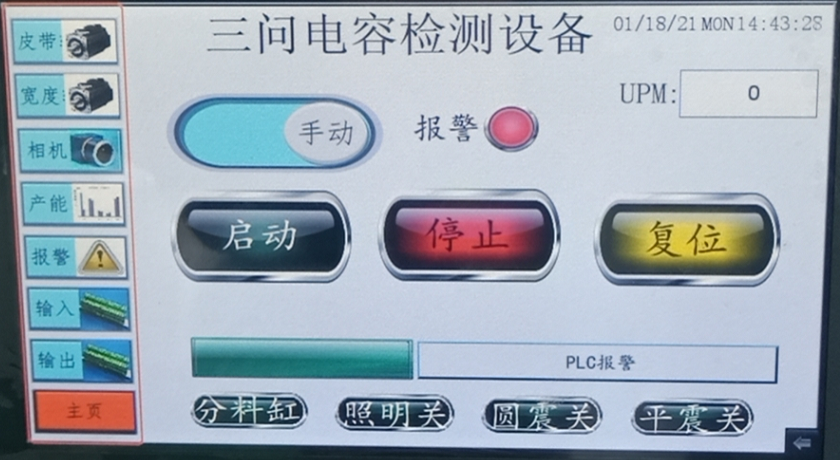 三问电容检测设备
01/18/21 MON 14:43:28
皮带
宽度
相机
产能
报警
输入
输出
主页
UPM: 0
手动
报警
启动
停止
复位
PLC报警
分料缸
照明关
圆震关
平震关